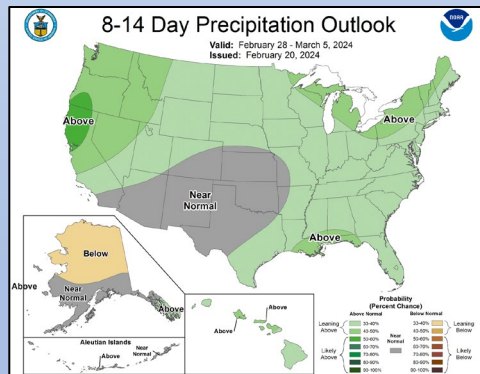 8-14 Day Precipitation Outlook
NOAA
Valid: February 28 - March 5, 2024
Issued: February 20, 2024
Above
Above
Near
Normal
Above
Below
Above
Near
Normal
Above
Aleutian Islands
Above
Near
Normal
Above
Above
Probability
(Percent Chance)
Above Normal
Below Normal
Leaning
Above
33-40%
40-50%
Near
Normal
33-40%
40-50%
Leaning
Below
Likely
Above
50-60%
60-70%
70-80%
80-90%
90-100%
50-60%
60-70%
70-80%
80-90%
90-100%
Likely
Below